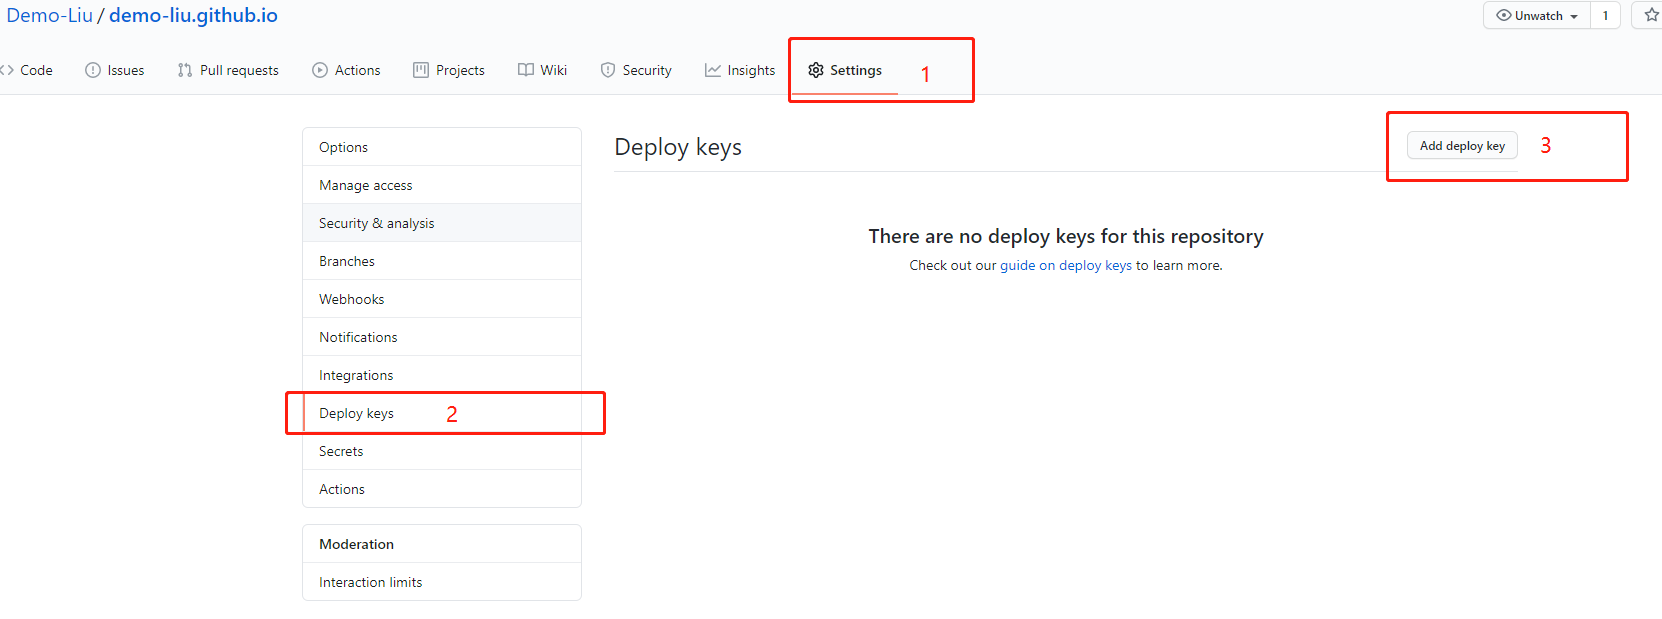 Demo-Liu / demo-liu.github.io
Unwatch 1
Code Issues Pull requests Actions Projects Wiki Security Insights Settings 1
Options
Manage access
Security & analysis
Branches
Webhooks
Notifications
Integrations
Deploy keys 2
Secrets
Actions
Moderation
Interaction limits
Deploy keys
Add deploy key 3
There are no deploy keys for this repository
Check out our guide on deploy keys to learn more.